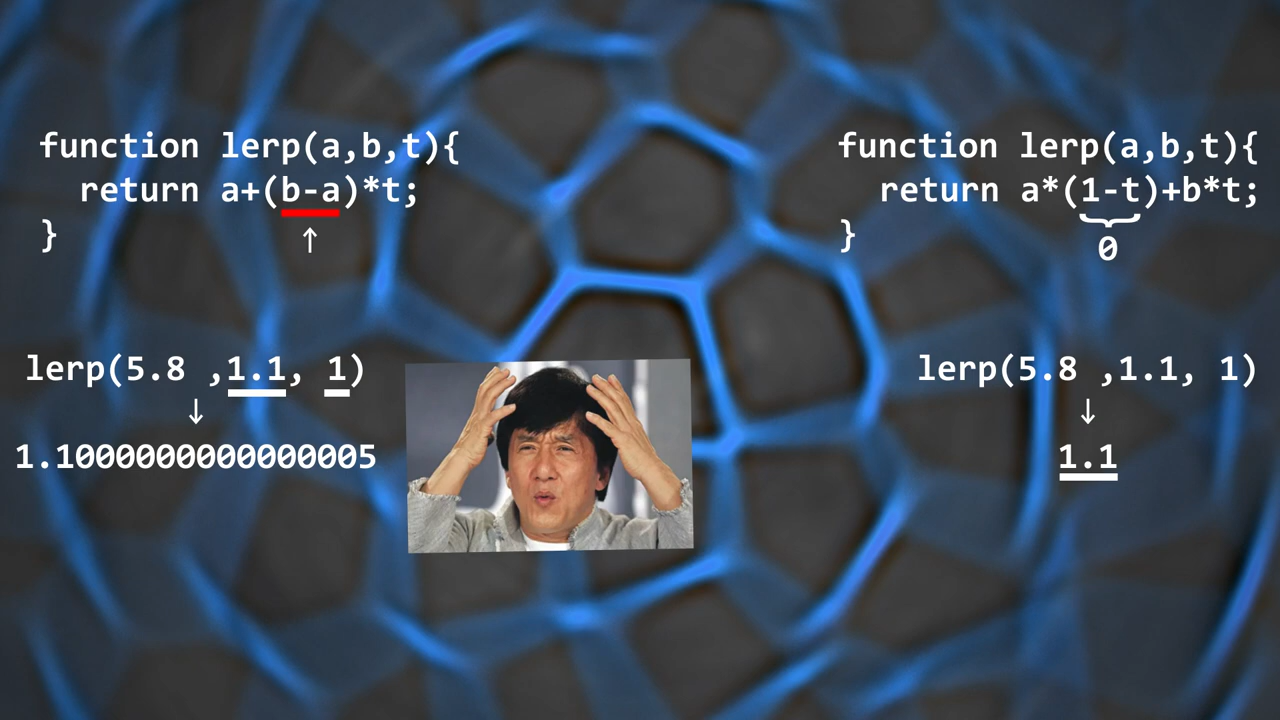 function lerp(a,b,t){
return a+(b-a)*t;
}
↑
lerp(5.8 ,1.1, 1)
↓
1.1000000000000005
function lerp(a,b,t){
return a*(1-t)+b*t;
}
0
lerp(5.8 ,1.1, 1)
↓
1.1